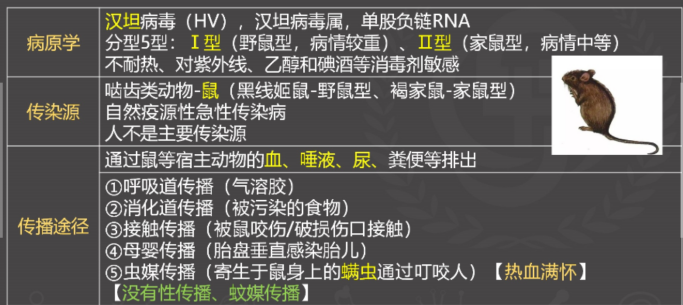 病原学
汉坦病毒（HV），汉坦病毒属，单股负链RNA
分型5型：Ⅰ型（野鼠型，病情较重）、Ⅱ型（家鼠型，病情中等）
不耐热、对紫外线、乙醇和碘酒等消毒剂敏感
传染源
啮齿类动物-鼠（黑线姬鼠-野鼠型、褐家鼠-家鼠型）
自然疫源性急性传染病
人不是主要传染源
传播途径
通过鼠等宿主动物的血、唾液、尿、粪便等排出
①呼吸道传播（气溶胶）
②消化道传播（被污染的食物）
③接触传播（被鼠咬伤/破损伤口接触）
④母婴传播（胎盘垂直感染胎儿）
⑤虫媒传播（寄生于鼠身上的螨虫通过叮咬人）【热血满怀】
【没有性传播、蚊媒传播】